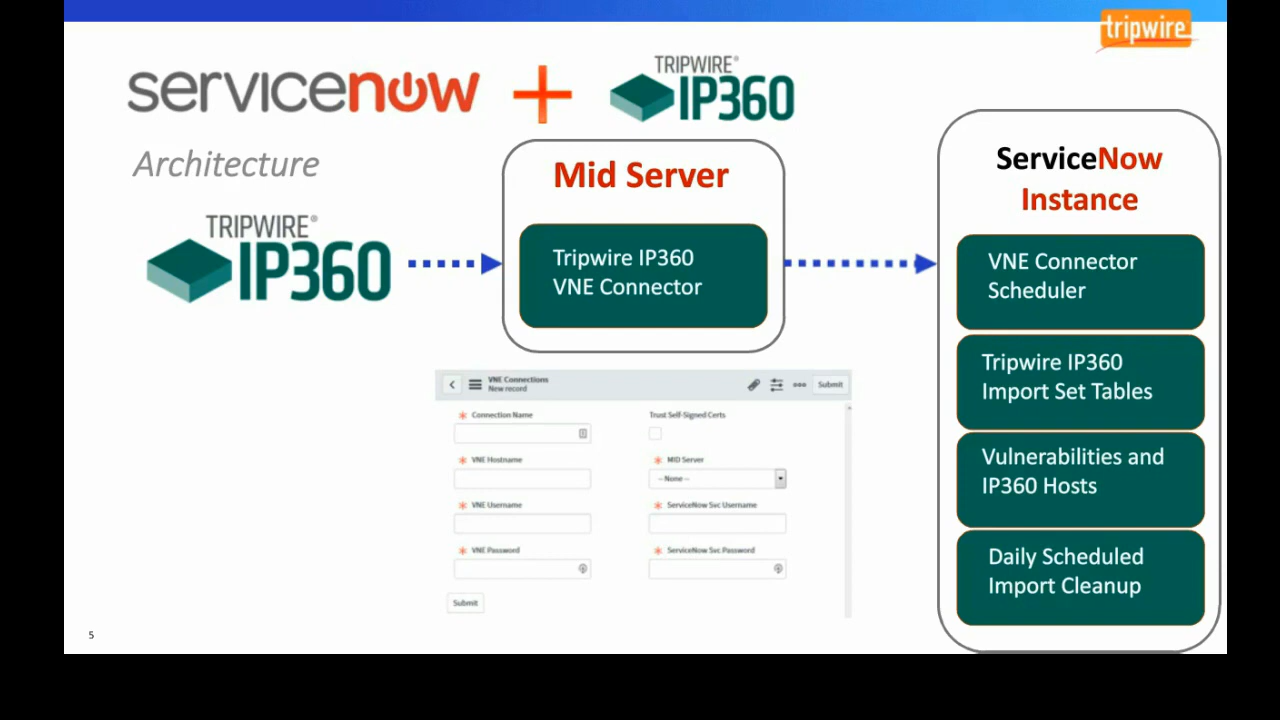 tripwire
servicenow
TRIPWIRE®
IP360
Architecture
TRIPWIRE®
IP360
Mid Server
Tripwire IP360
VNE Connector
ServiceNow
Instance
VNE Connector
Scheduler
Tripwire IP360
Import Set Tables
Vulnerabilities and
IP360 Hosts
Daily Scheduled
Import Cleanup
VNE Connections
New record
Submit
* Connection Name
Trust Self-Signed Certs
* VNE Hostname
* MID Server
-- None --
* VNE Username
* ServiceNow Svc Username
* VNE Password
* ServiceNow Svc Password
Submit
5